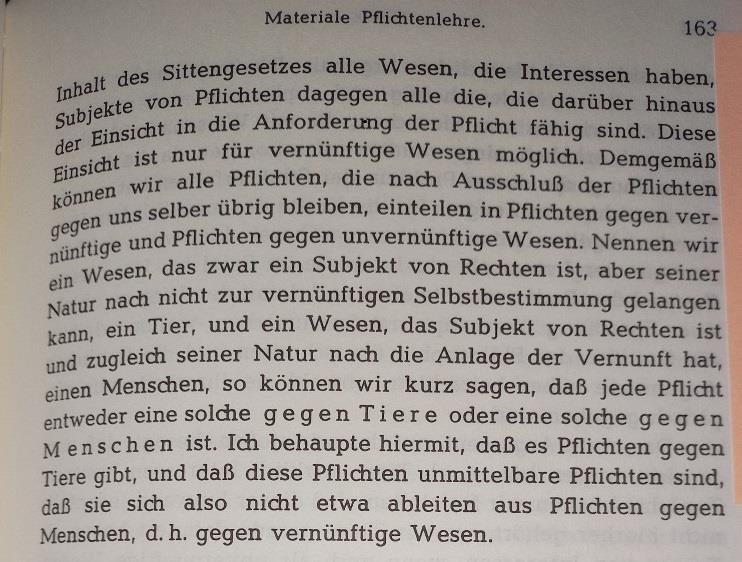 Materiale Pflichtenlehre. 163
Inhalt des Sittengesetzes alle Wesen, die Interessen haben,
Subjekte von Pflichten dagegen alle die, die darüber hinaus
der Einsicht in die Anforderung der Pflicht fähig sind. Diese
Einsicht ist nur für vernünftige Wesen möglich. Demgemäß
können wir alle Pflichten, die nach Ausschluß der Pflichten
gegen uns selber übrig bleiben, einteilen in Pflichten gegen ver-
nünftige und Pflichten gegen unvernünftige Wesen. Nennen wir
ein Wesen, das zwar ein Subjekt von Rechten ist, aber seiner
Natur nach nicht zur vernünftigen Selbstbestimmung gelangen
kann, ein Tier, und ein Wesen, das Subjekt von Rechten ist
und zugleich seiner Natur nach die Anlage der Vernunft hat,
einen Menschen, so können wir kurz sagen, daß jede Pflicht
entweder eine solche gegen Tiere oder eine solche gegen
Menschen ist. Ich behaupte hiermit, daß es Pflichten gegen
Tiere gibt, und daß diese Pflichten unmittelbare Pflichten sind,
daß sie sich also nicht etwa ableiten aus Pflichten gegen
Menschen, d. h. gegen vernünftige Wesen.